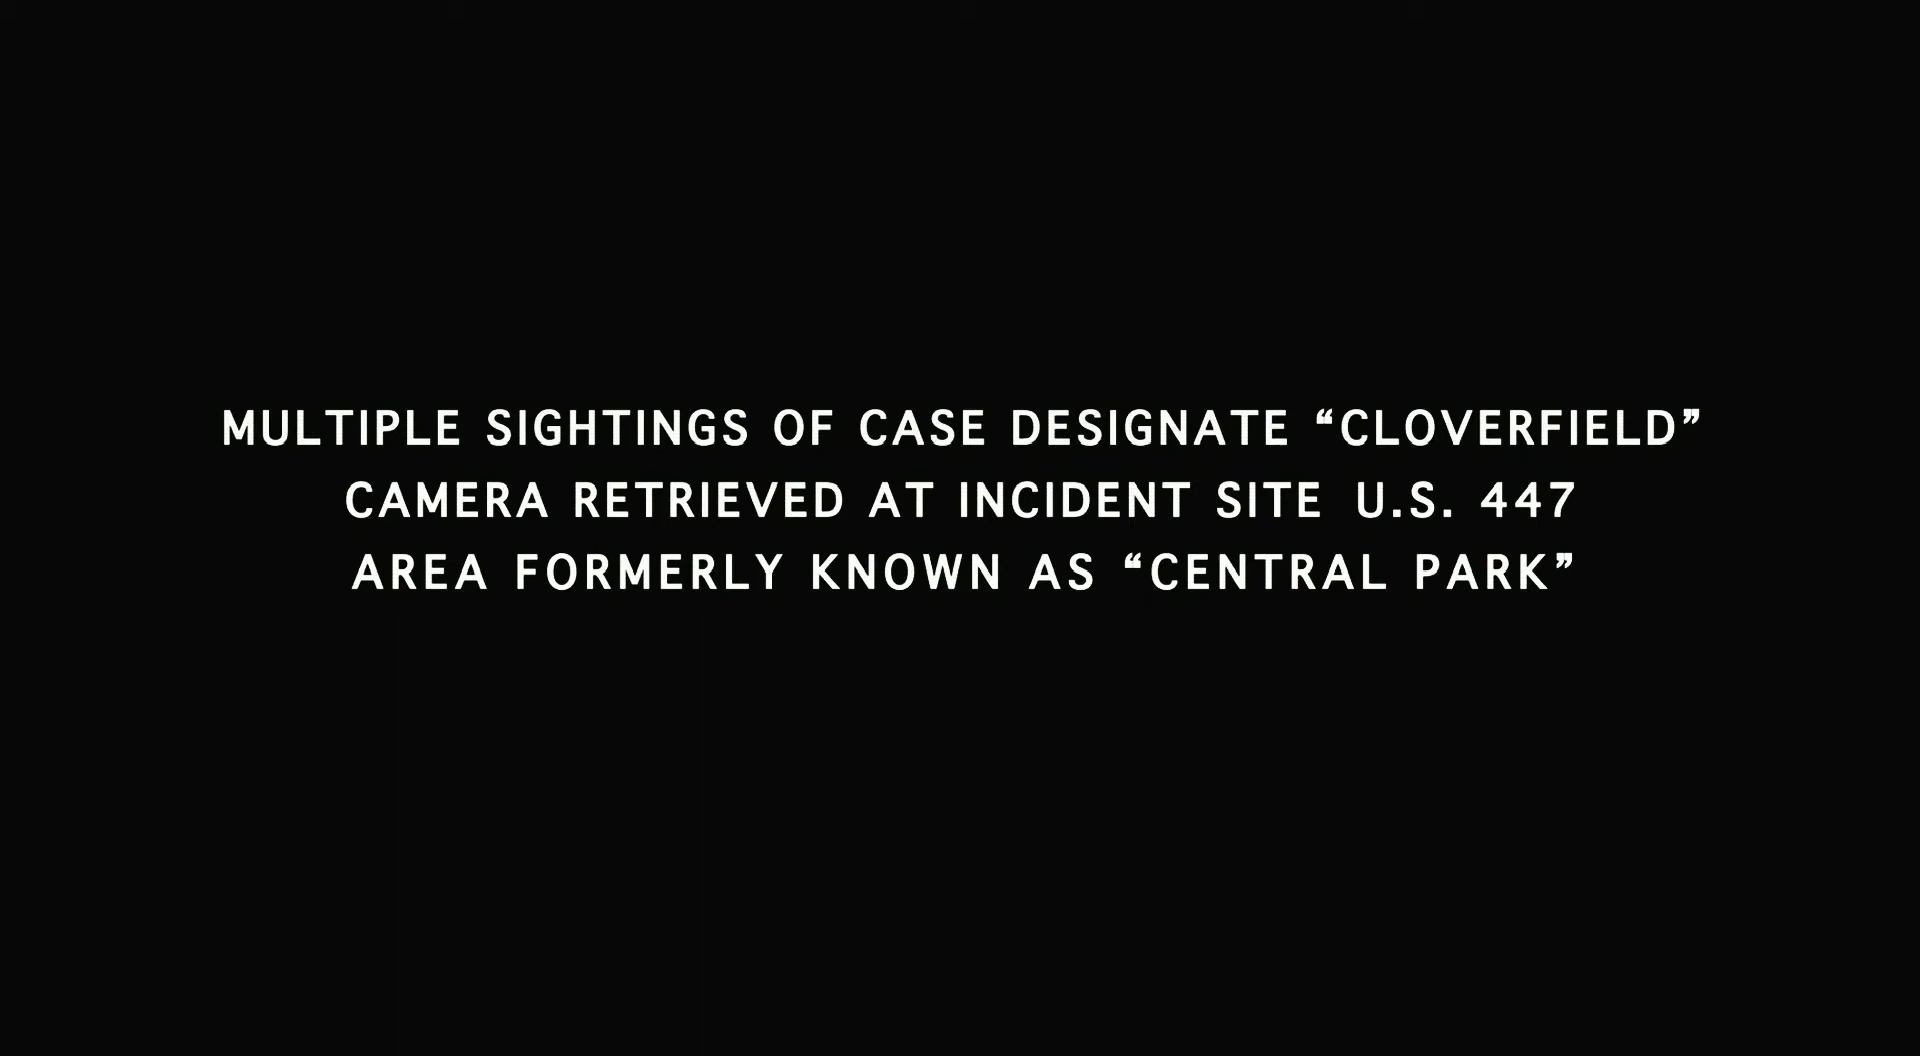 MULTIPLE SIGHTINGS OF CASE DESIGNATE “CLOVERFIELD”
CAMERA RETRIEVED AT INCIDENT SITE U.S. 447
AREA FORMERLY KNOWN AS “CENTRAL PARK”